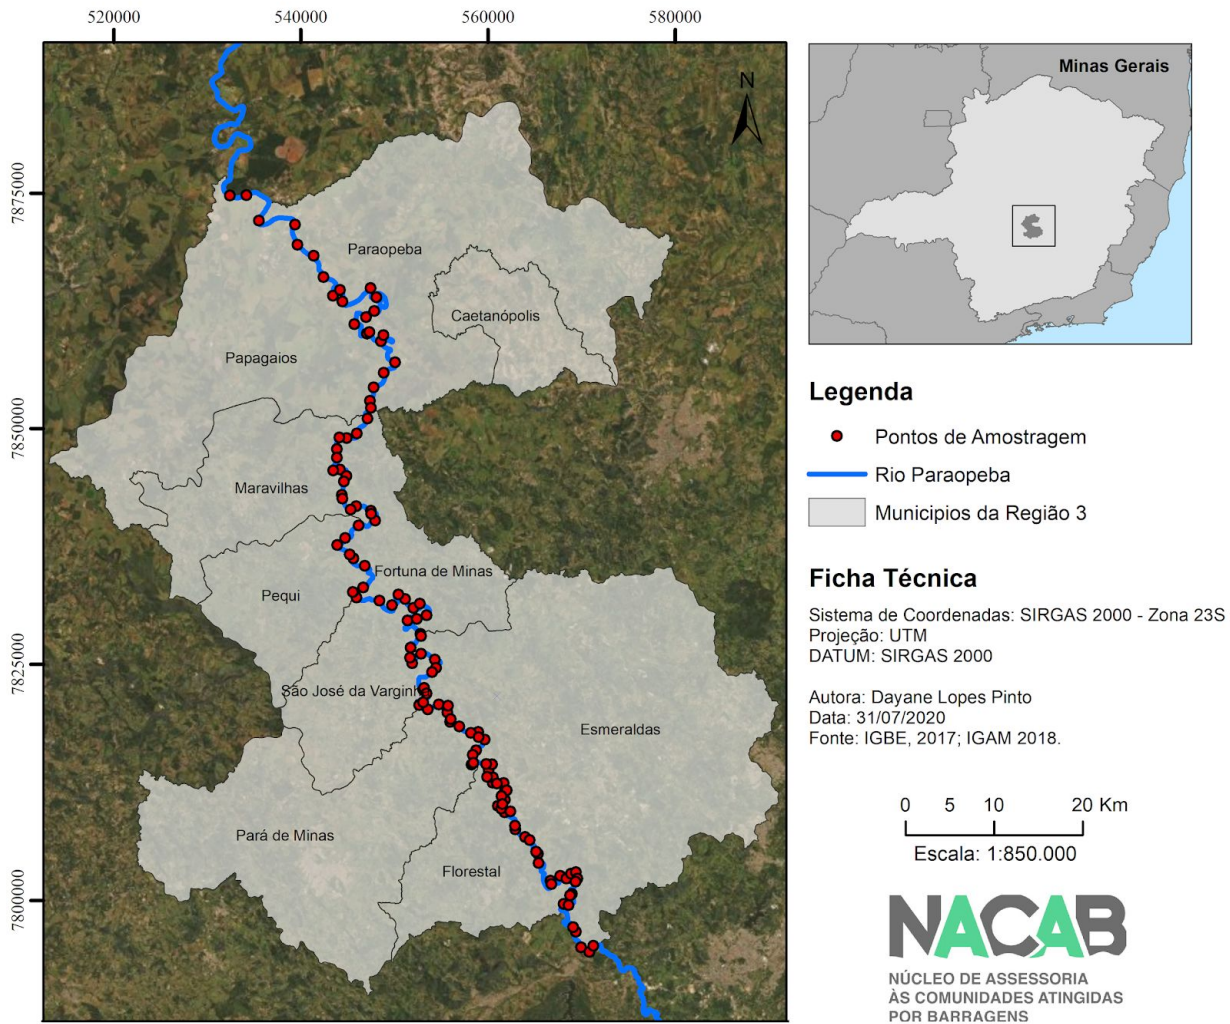 520000
540000
560000
580000
7875000
7850000
7825000
7800000
N
Paraopeba
Caetanópolis
Papagaios
Maravilhas
Fortuna de Minas
Pequi
São José da Varginh
Esmeraldas
Pará de Minas
Florestal
Minas Gerais
Legenda
Pontos de Amostragem
Rio Paraopeba
Municipios da Região 3
Ficha Técnica
Sistema de Coordenadas: SIRGAS 2000 - Zona 23S
Projeção: UTM
DATUM: SIRGAS 2000
Autora: Dayane Lopes Pinto
Data: 31/07/2020
Fonte: IGBE, 2017; IGAM 2018.
0 5 10 20 Km
Escala: 1:850.000
NACAB
NÚCLEO DE ASSESSORIA
ÀS COMUNIDADES ATINGIDAS
POR BARRAGENS